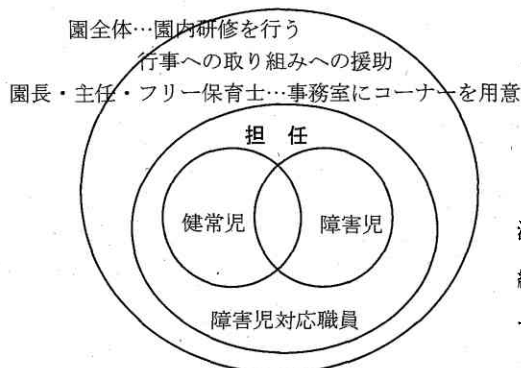 園全体…園内研修を行う
行事への取り組みへの援助
園長・主任・フリー保育士…事務室にコーナーを用意
担 任
健常児
障害児
障害児対応職員